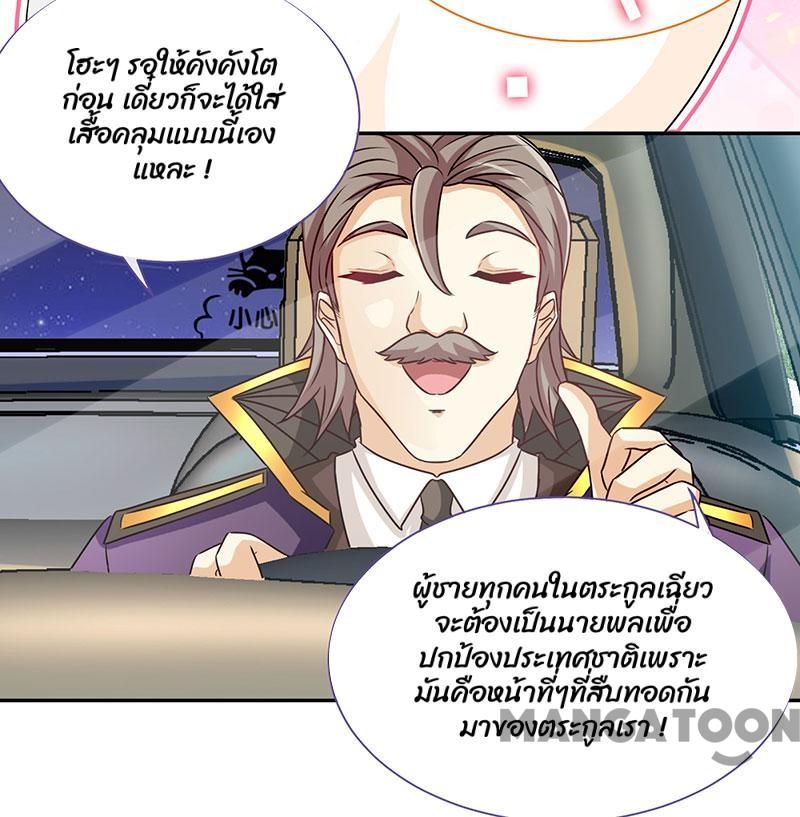 โฮะๆ รอให้คังคังโต
ก่อน เดี๋ยวก็จะได้ใส่
เสื้อคลุมแบบนี้เอง
แหละ !
小心
ผู้ชายทุกคนในตระกูลเฉียว
จะต้องเป็นนายพลเพื่อ
ปกป้องประเทศชาติเพราะ
มันคือหน้าที่ๆที่สืบทอดกัน
มาของตระกูลเรา !
MANGATOON